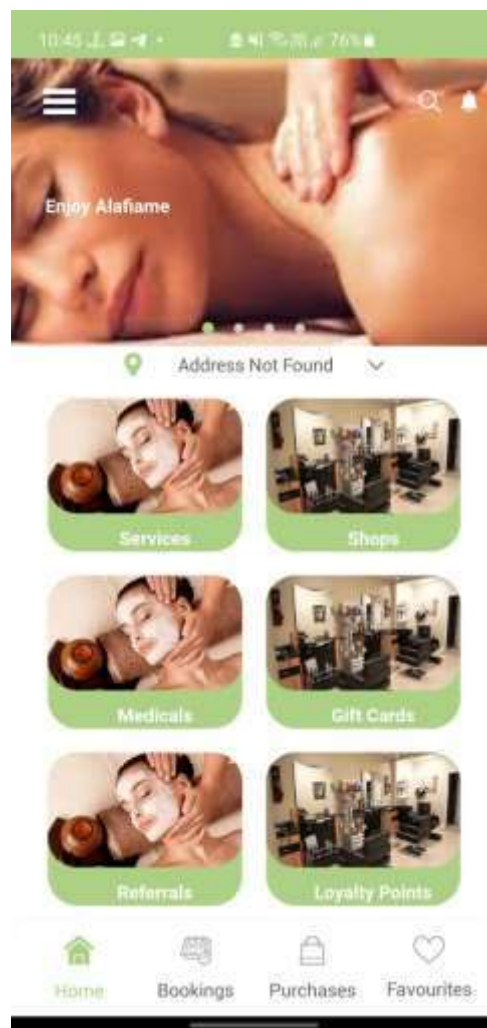 10:45
76%
Enjoy Alafiame
Address Not Found
Services
Shops
Medicals
Gift Cards
Referrals
Loyalty Points
Home
Bookings
Purchases
Favourites